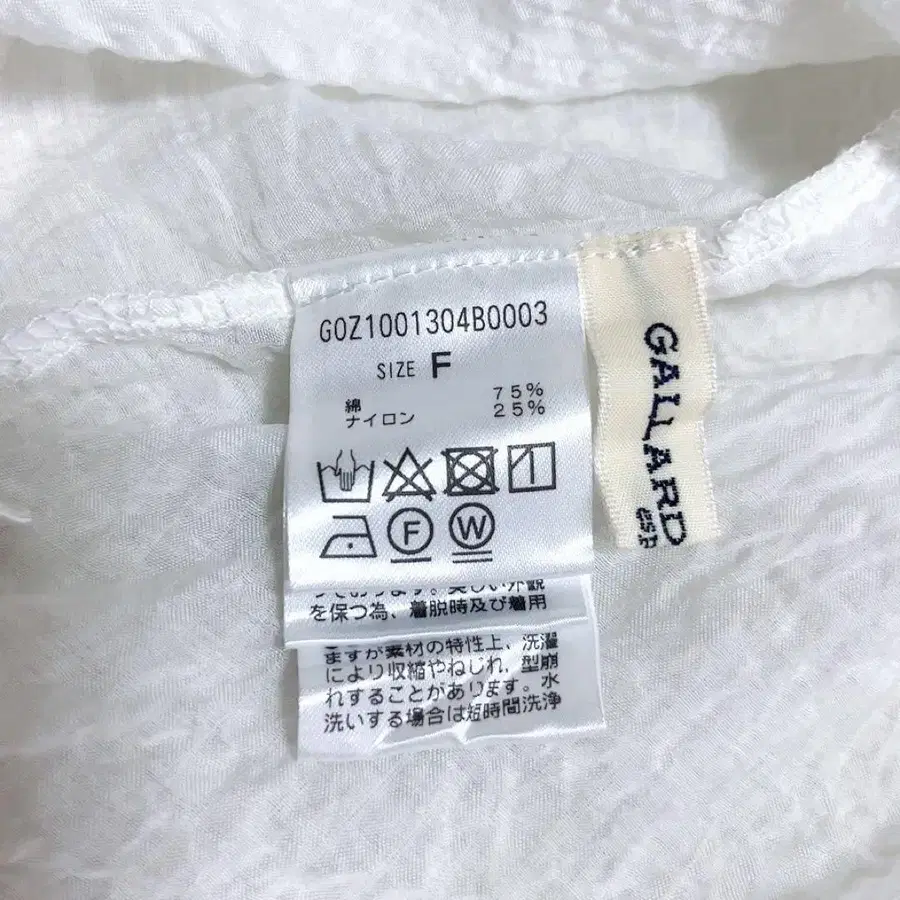 G0Z1001304B0003
SIZE F
綿 75%
ナイロン 25%
F W
を保つ為、着脱時及び着用
ますが素材の特性上、洗濯
により収縮やねじれ、型崩
れすることがあります。水
洗いする場合は短時間洗浄
GALLARD
esp